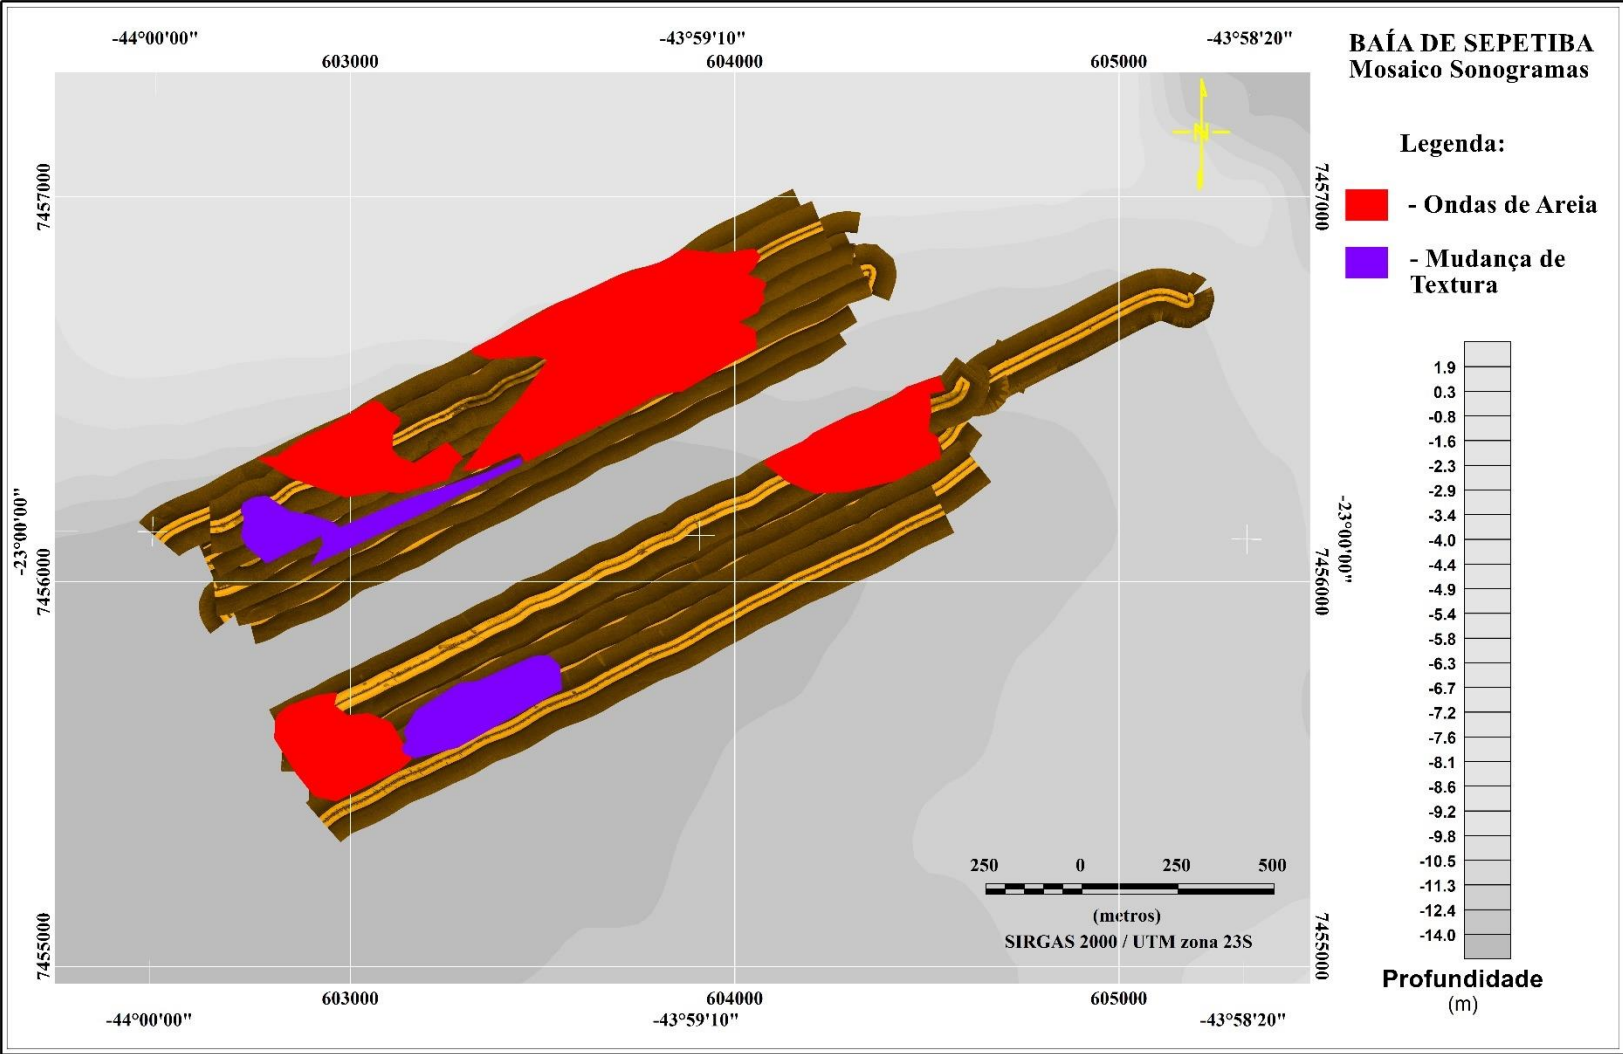 -44°00'00" -43°59'10" -43°58'20"
603000 604000 605000
BAÍA DE SEPETIBA
Mosaico Sonogramas
N
Legenda:
- Ondas de Areia
- Mudança de
Textura
7457000 7457000
-23°00'00" -23°00'00"
7456000 7456000
7455000 7455000
1.9
0.3
-0.8
-1.6
-2.3
-2.9
-3.4
-4.0
-4.4
-4.9
-5.4
-5.8
-6.3
-6.7
-7.2
-7.6
-8.1
-8.6
-9.2
-9.8
-10.5
-11.3
-12.4
-14.0
Profundidade
(m)
250 0 250 500
(metros)
SIRGAS 2000 / UTM zona 23S
603000 604000 605000
-44°00'00" -43°59'10" -43°58'20"